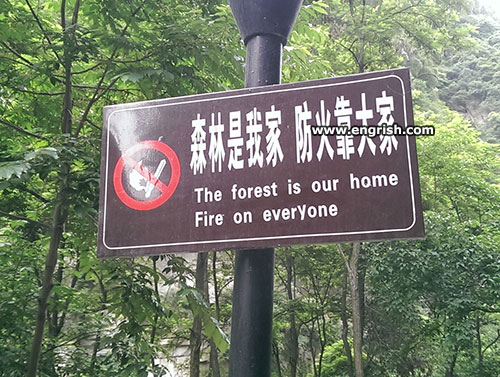 森林是我家 防火靠大家
www.engrish.com
The forest is our home
Fire on everyone